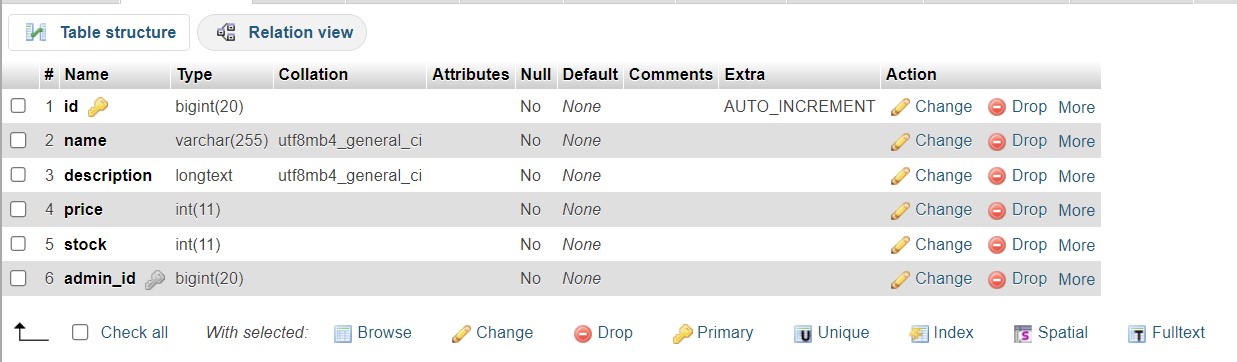 Table structure Relation view
# Name Type Collation Attributes Null Default Comments Extra Action
1 id bigint(20) No None AUTO_INCREMENT Change Drop More
2 name varchar(255) utf8mb4_general_ci No None Change Drop More
3 description longtext utf8mb4_general_ci No None Change Drop More
4 price int(11) No None Change Drop More
5 stock int(11) No None Change Drop More
6 admin_id bigint(20) No None Change Drop More
Check all With selected: Browse Change Drop Primary U Unique Index S Spatial T Fulltext